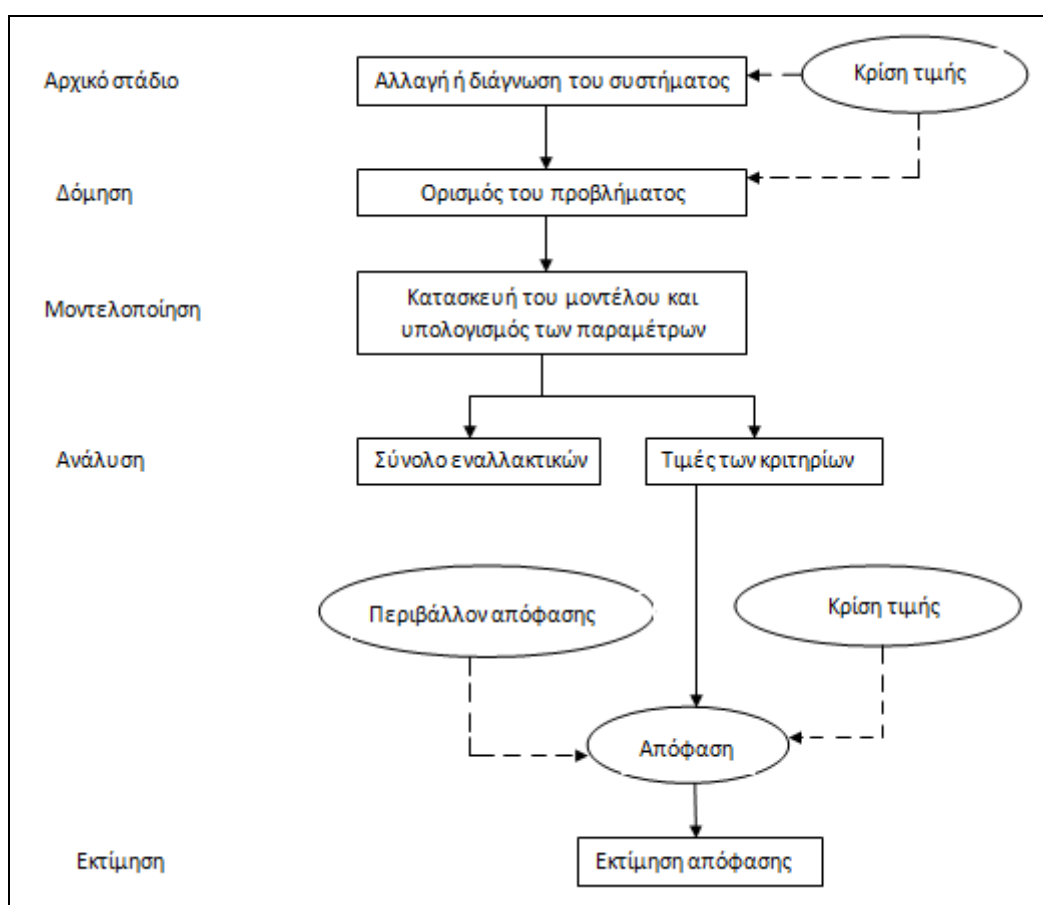 Αρχικό στάδιο
Αλλαγή ή διάγνωση του συστήματος
Κρίση τιμής
Δόμηση
Ορισμός του προβλήματος
Μοντελοποίηση
Κατασκευή του μοντέλου και
υπολογισμός των παραμέτρων
Ανάλυση
Σύνολο εναλλακτικών
Τιμές των κριτηρίων
Περιβάλλον απόφασης
Κρίση τιμής
Απόφαση
Εκτίμηση
Εκτίμηση απόφασης